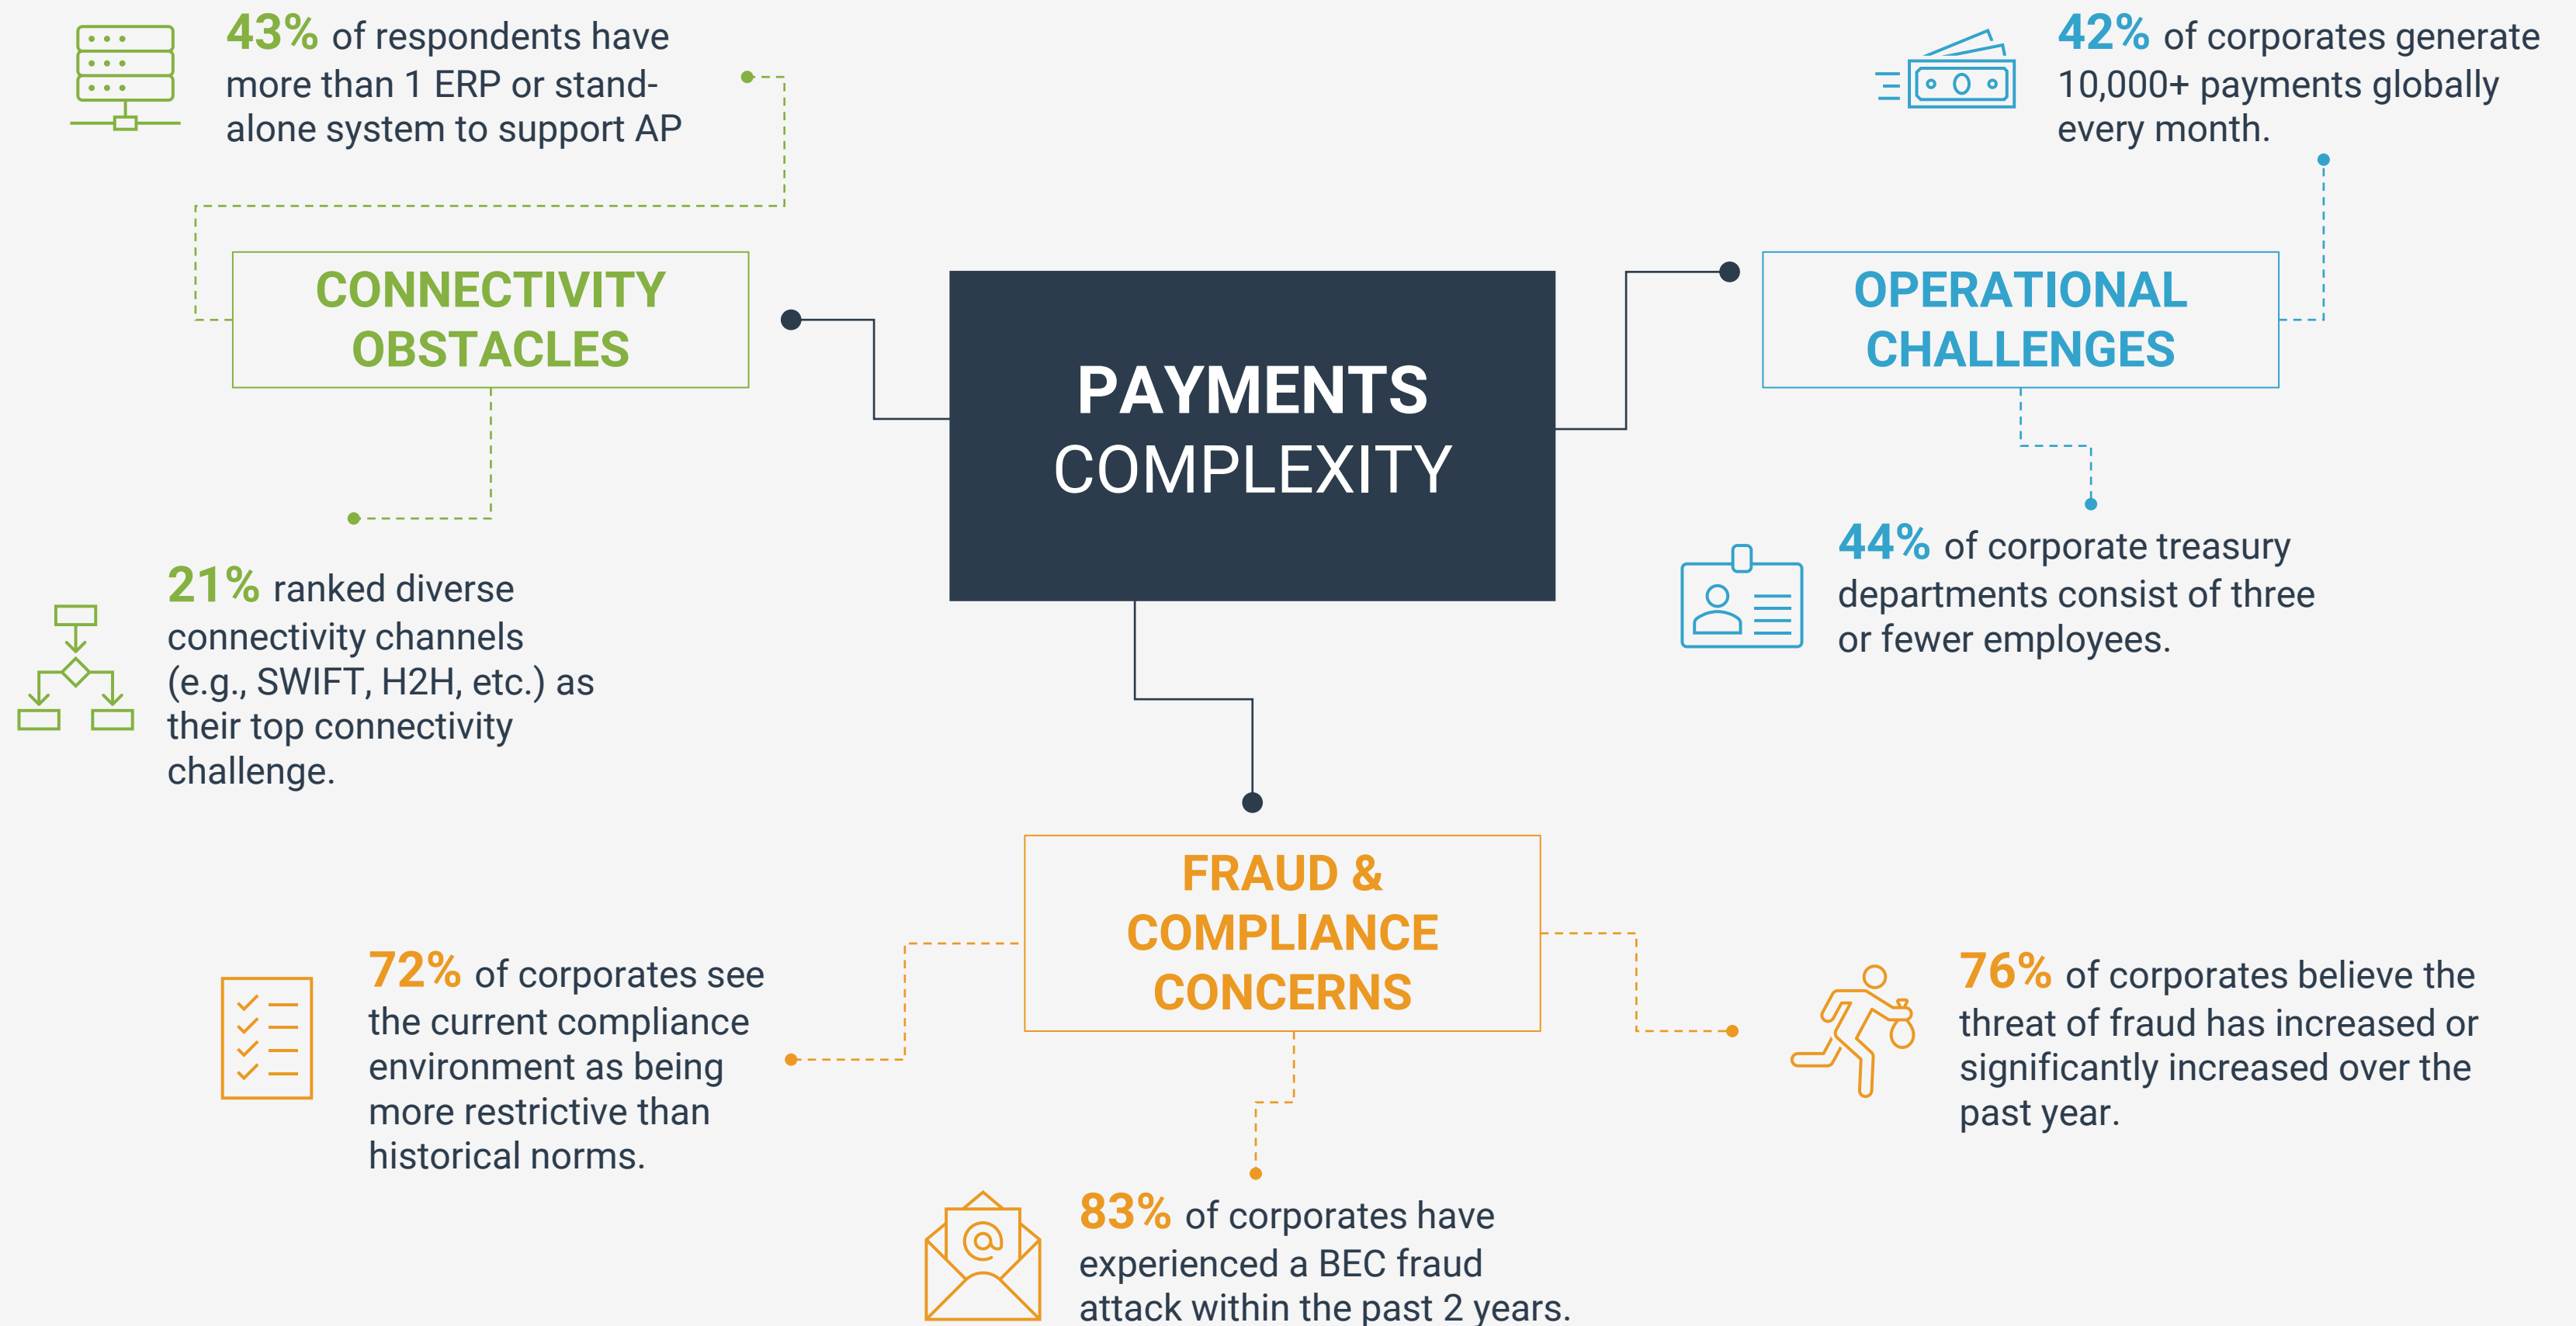 43% of respondents have
more than 1 ERP or stand-
alone system to support AP
42% of corporates generate
10,000+ payments globally
every month.
CONNECTIVITY
OBSTACLES
PAYMENTS
COMPLEXITY
OPERATIONAL
CHALLENGES
21% ranked diverse
connectivity channels
(e.g., SWIFT, H2H, etc.) as
their top connectivity
challenge.
44% of corporate treasury
departments consist of three
or fewer employees.
FRAUD &
COMPLIANCE
CONCERNS
72% of corporates see
the current compliance
environment as being
more restrictive than
historical norms.
76% of corporates believe the
threat of fraud has increased or
significantly increased over the
past year.
@
83% of corporates have
experienced a BEC fraud
attack within the past 2 years.